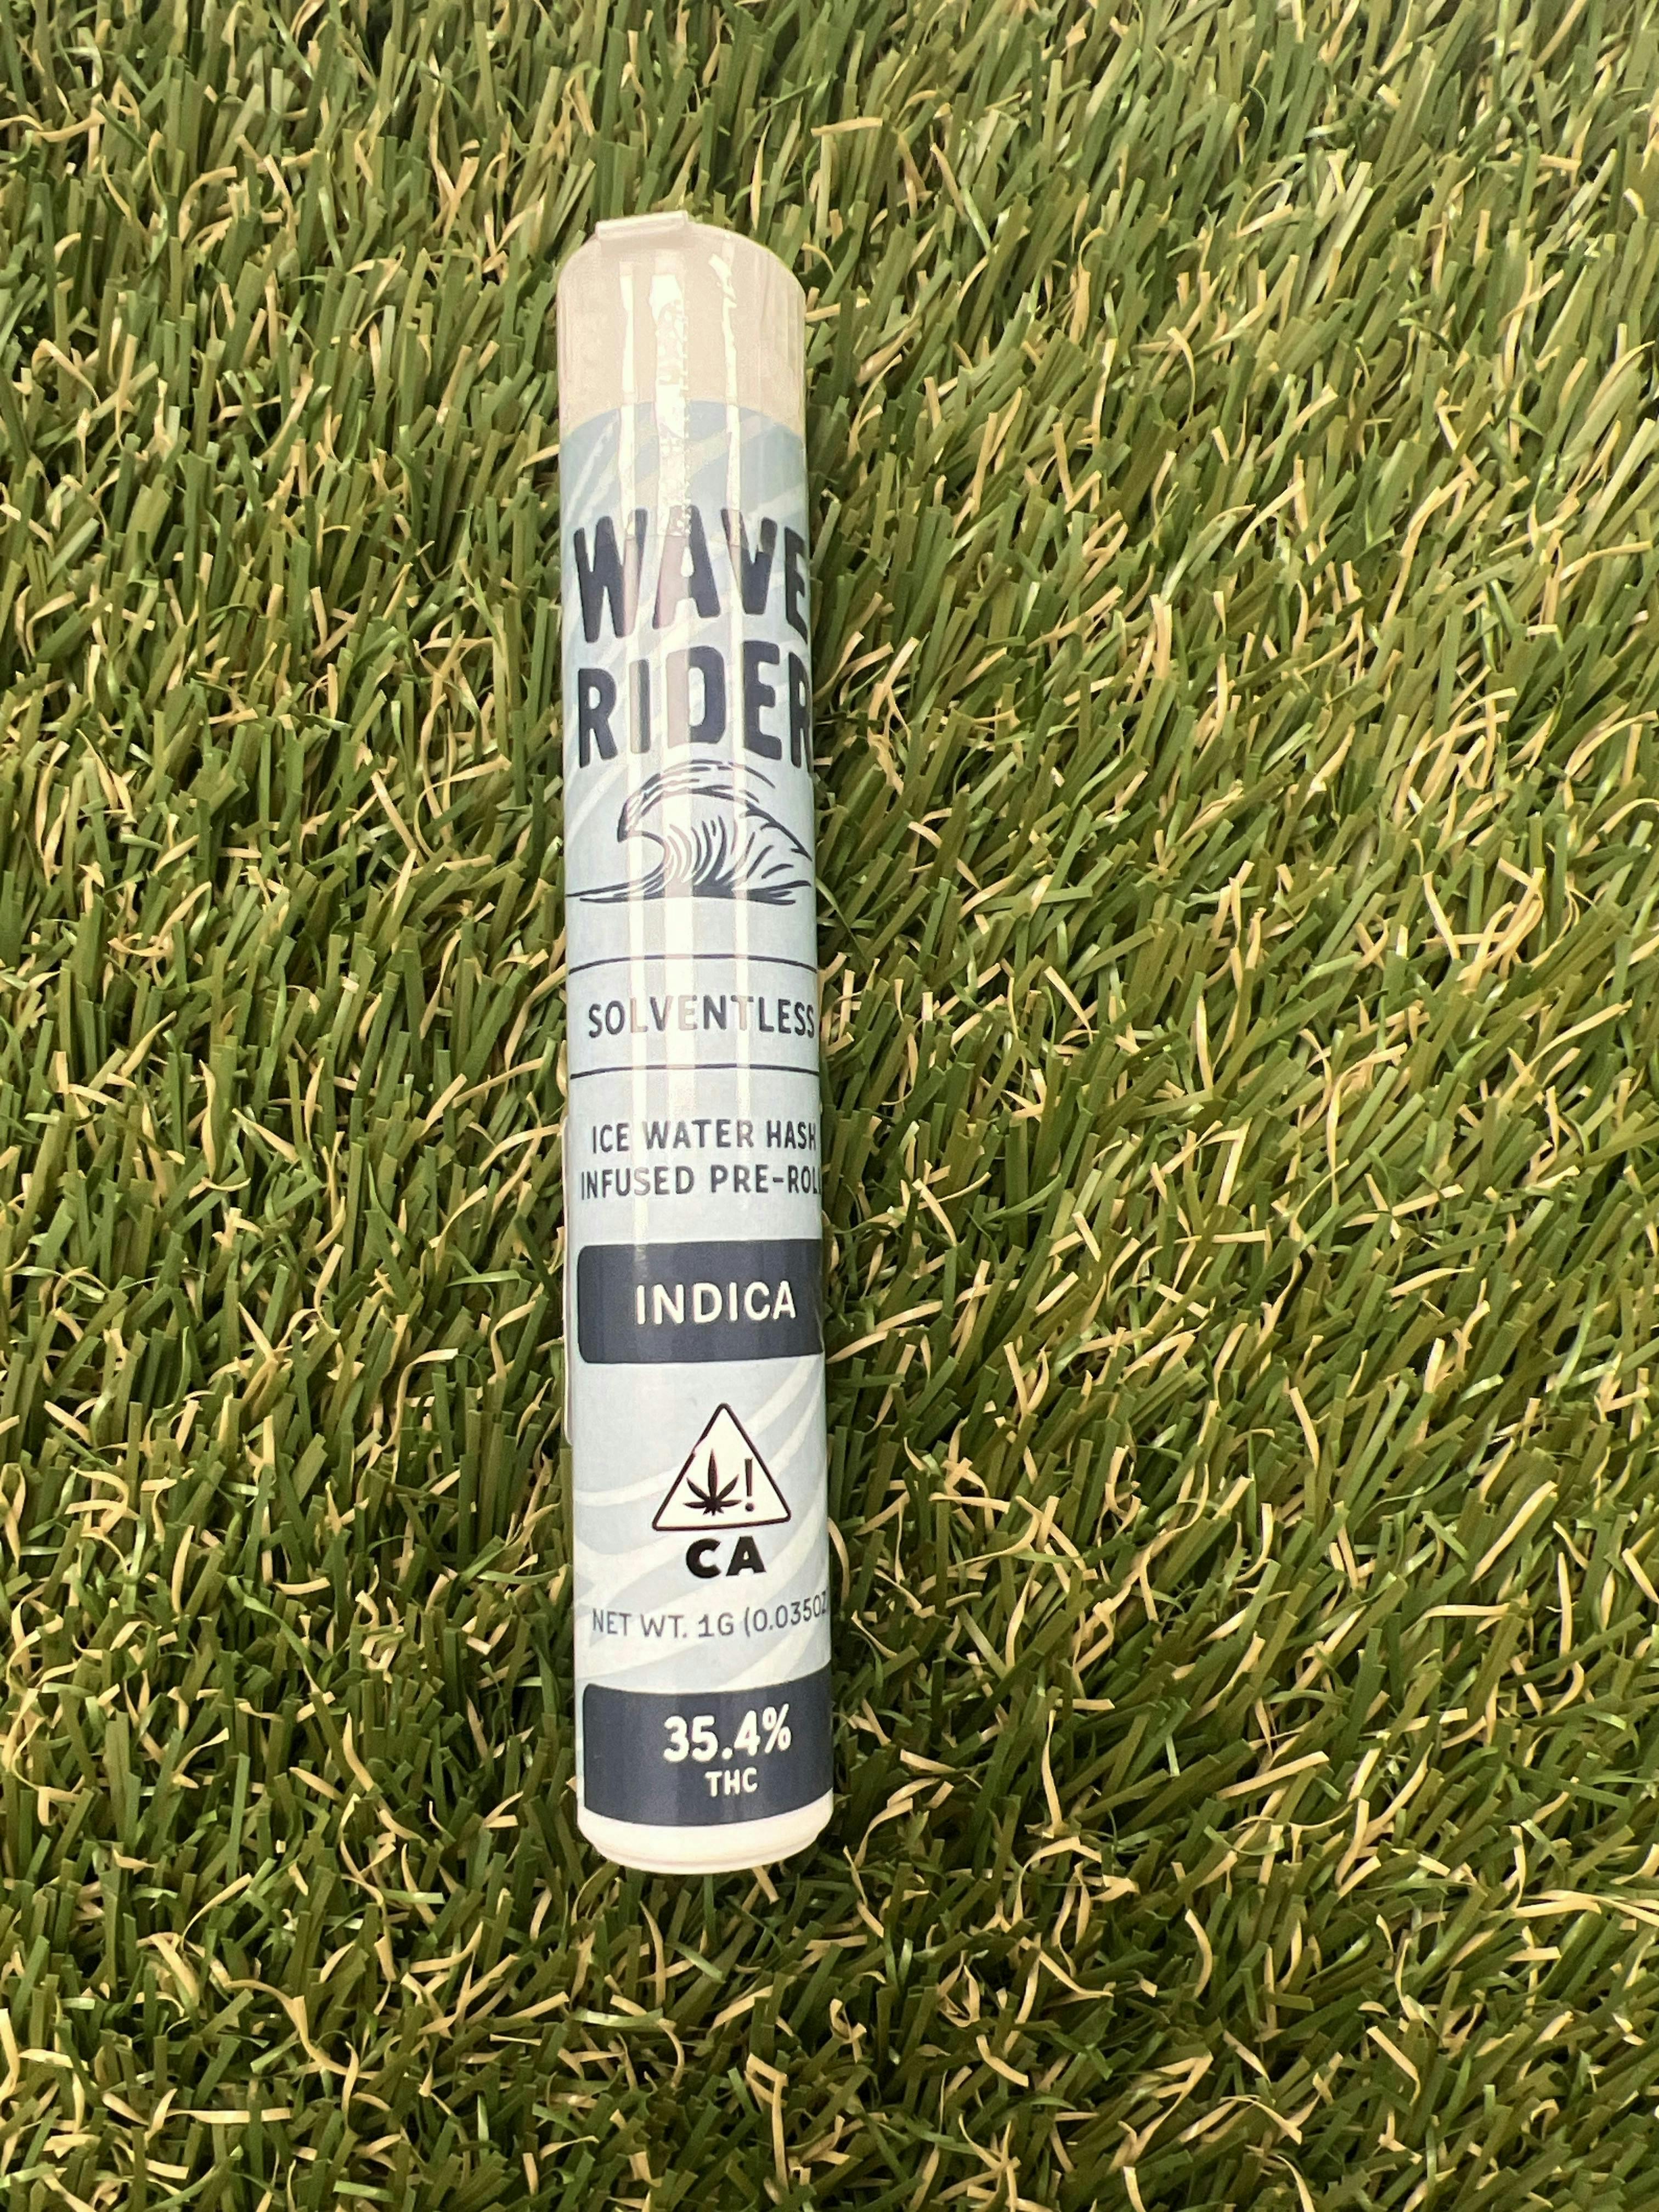 WAVE
RIDER
SOLVENTLESS
ICE WATER HASH
INFUSED PRE-ROLL
INDICA
!
CA
NET WT. 1G (0.035OZ
35.4%
THC